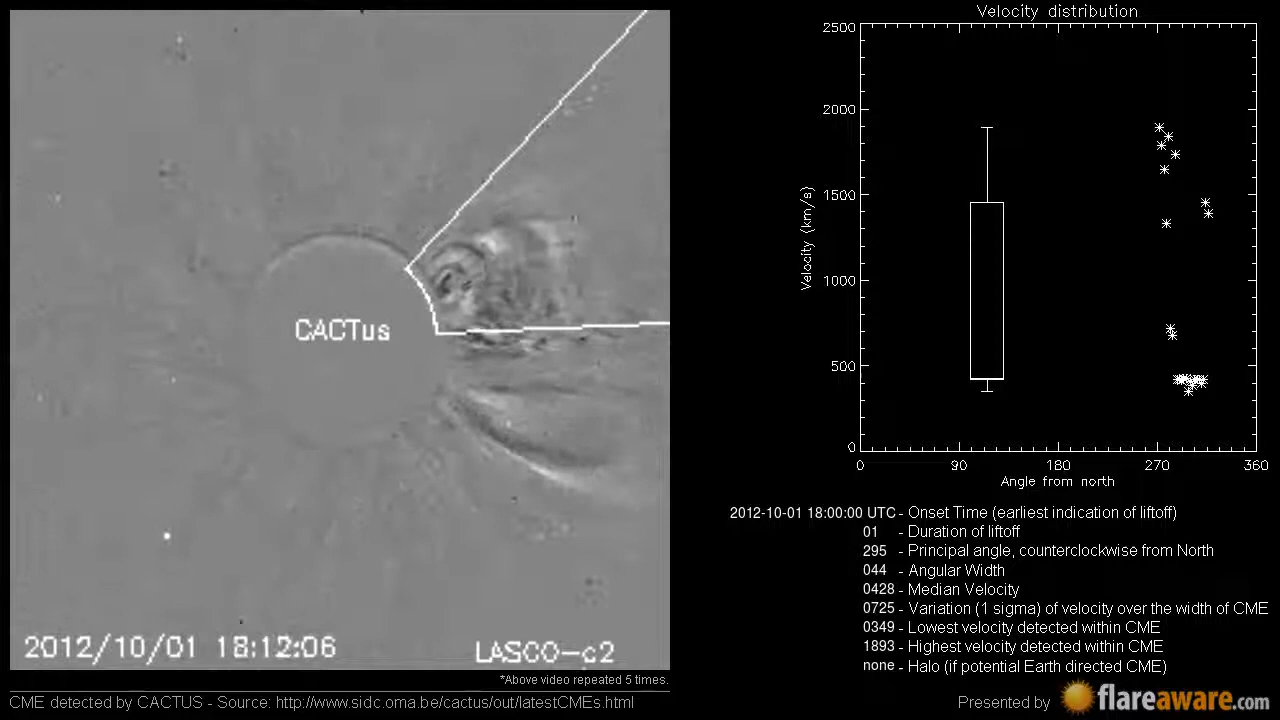 CACTus
2012/10/01 18:12:06
LASCO-c2
*Above video repeated 5 times.
CME detected by CACTUS - Source: http://www.sidc.oma.be/cactus/out/latestCMEs.html
Velocity distribution
2500
2000
1500
1000
500
0
Velocity (km/s)
0 90 180 270 360
Angle from north
2012-10-01 18:00:00 UTC - Onset Time (earliest indication of liftoff)
01 - Duration of liftoff
295 - Principal angle, counterclockwise from North
044 - Angular Width
0428 - Median Velocity
0725 - Variation (1 sigma) of velocity over the width of CME
0349 - Lowest velocity detected within CME
1893 - Highest velocity detected within CME
none - Halo (if potential Earth directed CME)
Presented by flareaware.com